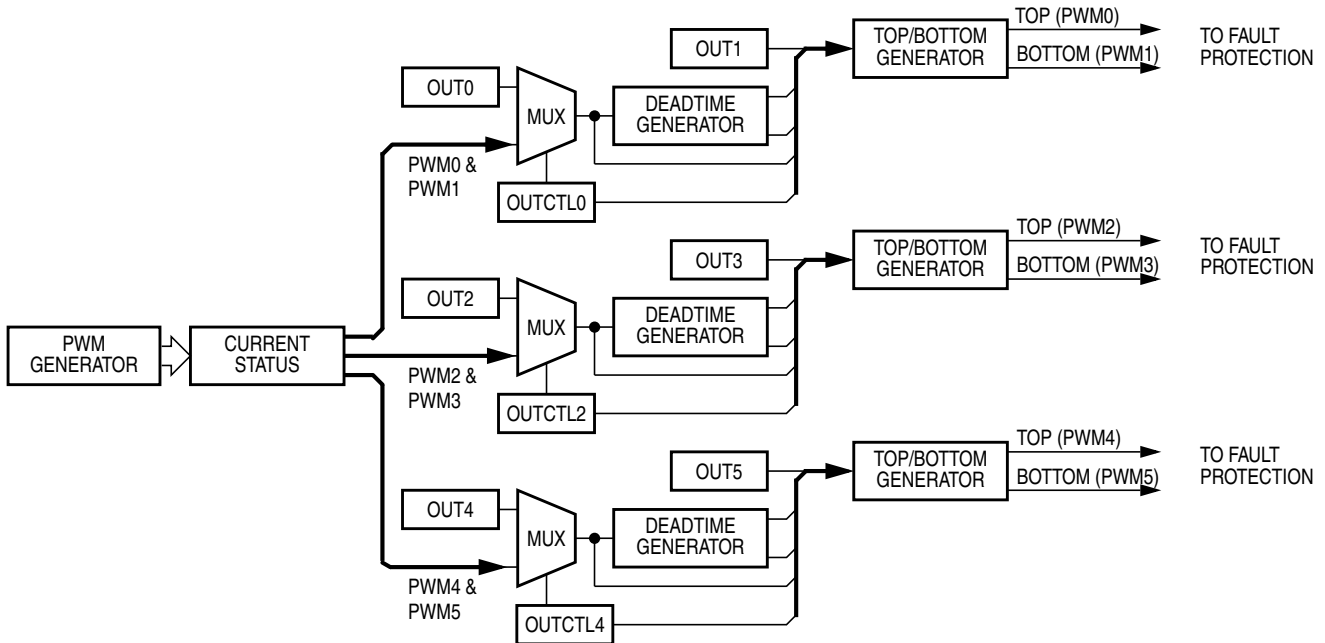 OUT1
TOP/BOTTOM
GENERATOR
TOP (PWM0)
BOTTOM (PWM1)
TO FAULT
PROTECTION
OUT0
MUX
DEADTIME
GENERATOR
PWM0 &
PWM1
OUTCTL0
OUT3
TOP/BOTTOM
GENERATOR
TOP (PWM2)
BOTTOM (PWM3)
TO FAULT
PROTECTION
OUT2
MUX
DEADTIME
GENERATOR
PWM
GENERATOR
CURRENT
STATUS
PWM2 &
PWM3
OUTCTL2
OUT5
TOP/BOTTOM
GENERATOR
TOP (PWM4)
BOTTOM (PWM5)
TO FAULT
PROTECTION
OUT4
MUX
DEADTIME
GENERATOR
PWM4 &
PWM5
OUTCTL4